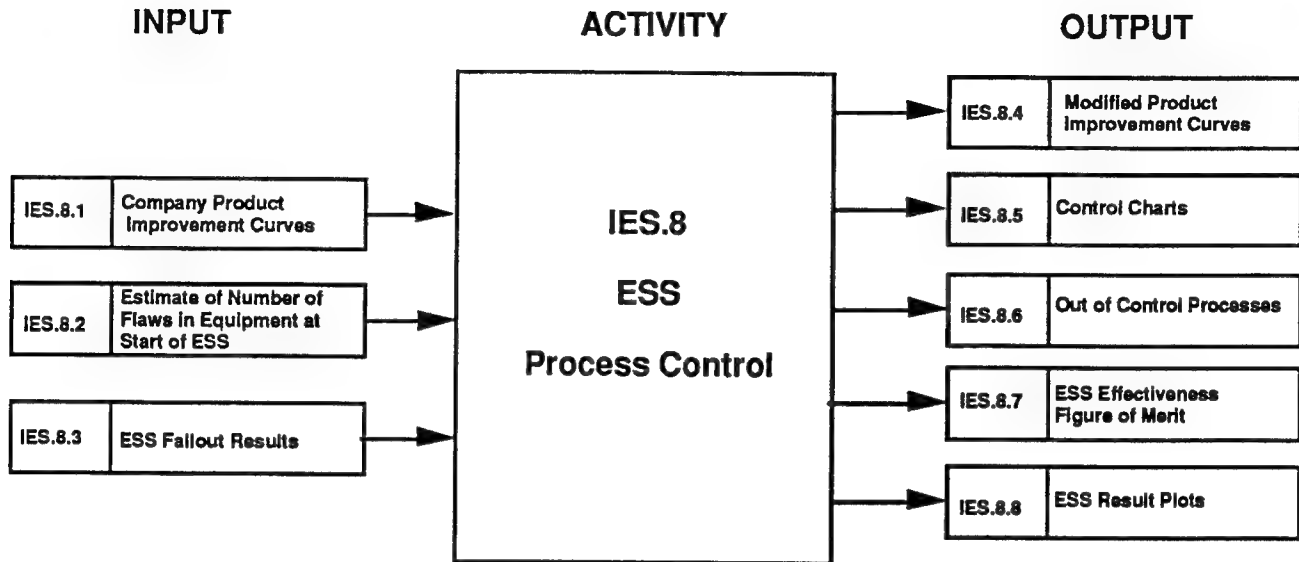 INPUT
ACTIVITY
OUTPUT
IES.8.1
Company Product
Improvement Curves
IES.8.2
Estimate of Number of
Flaws in Equipment at
Start of ESS
IES.8.3
ESS Fallout Results
IES.8
ESS
Process Control
IES.8.4
Modified Product
Improvement Curves
IES.8.5
Control Charts
IES.8.6
Out of Control Processes
IES.8.7
ESS Effectiveness
Figure of Merit
IES.8.8
ESS Result Plots